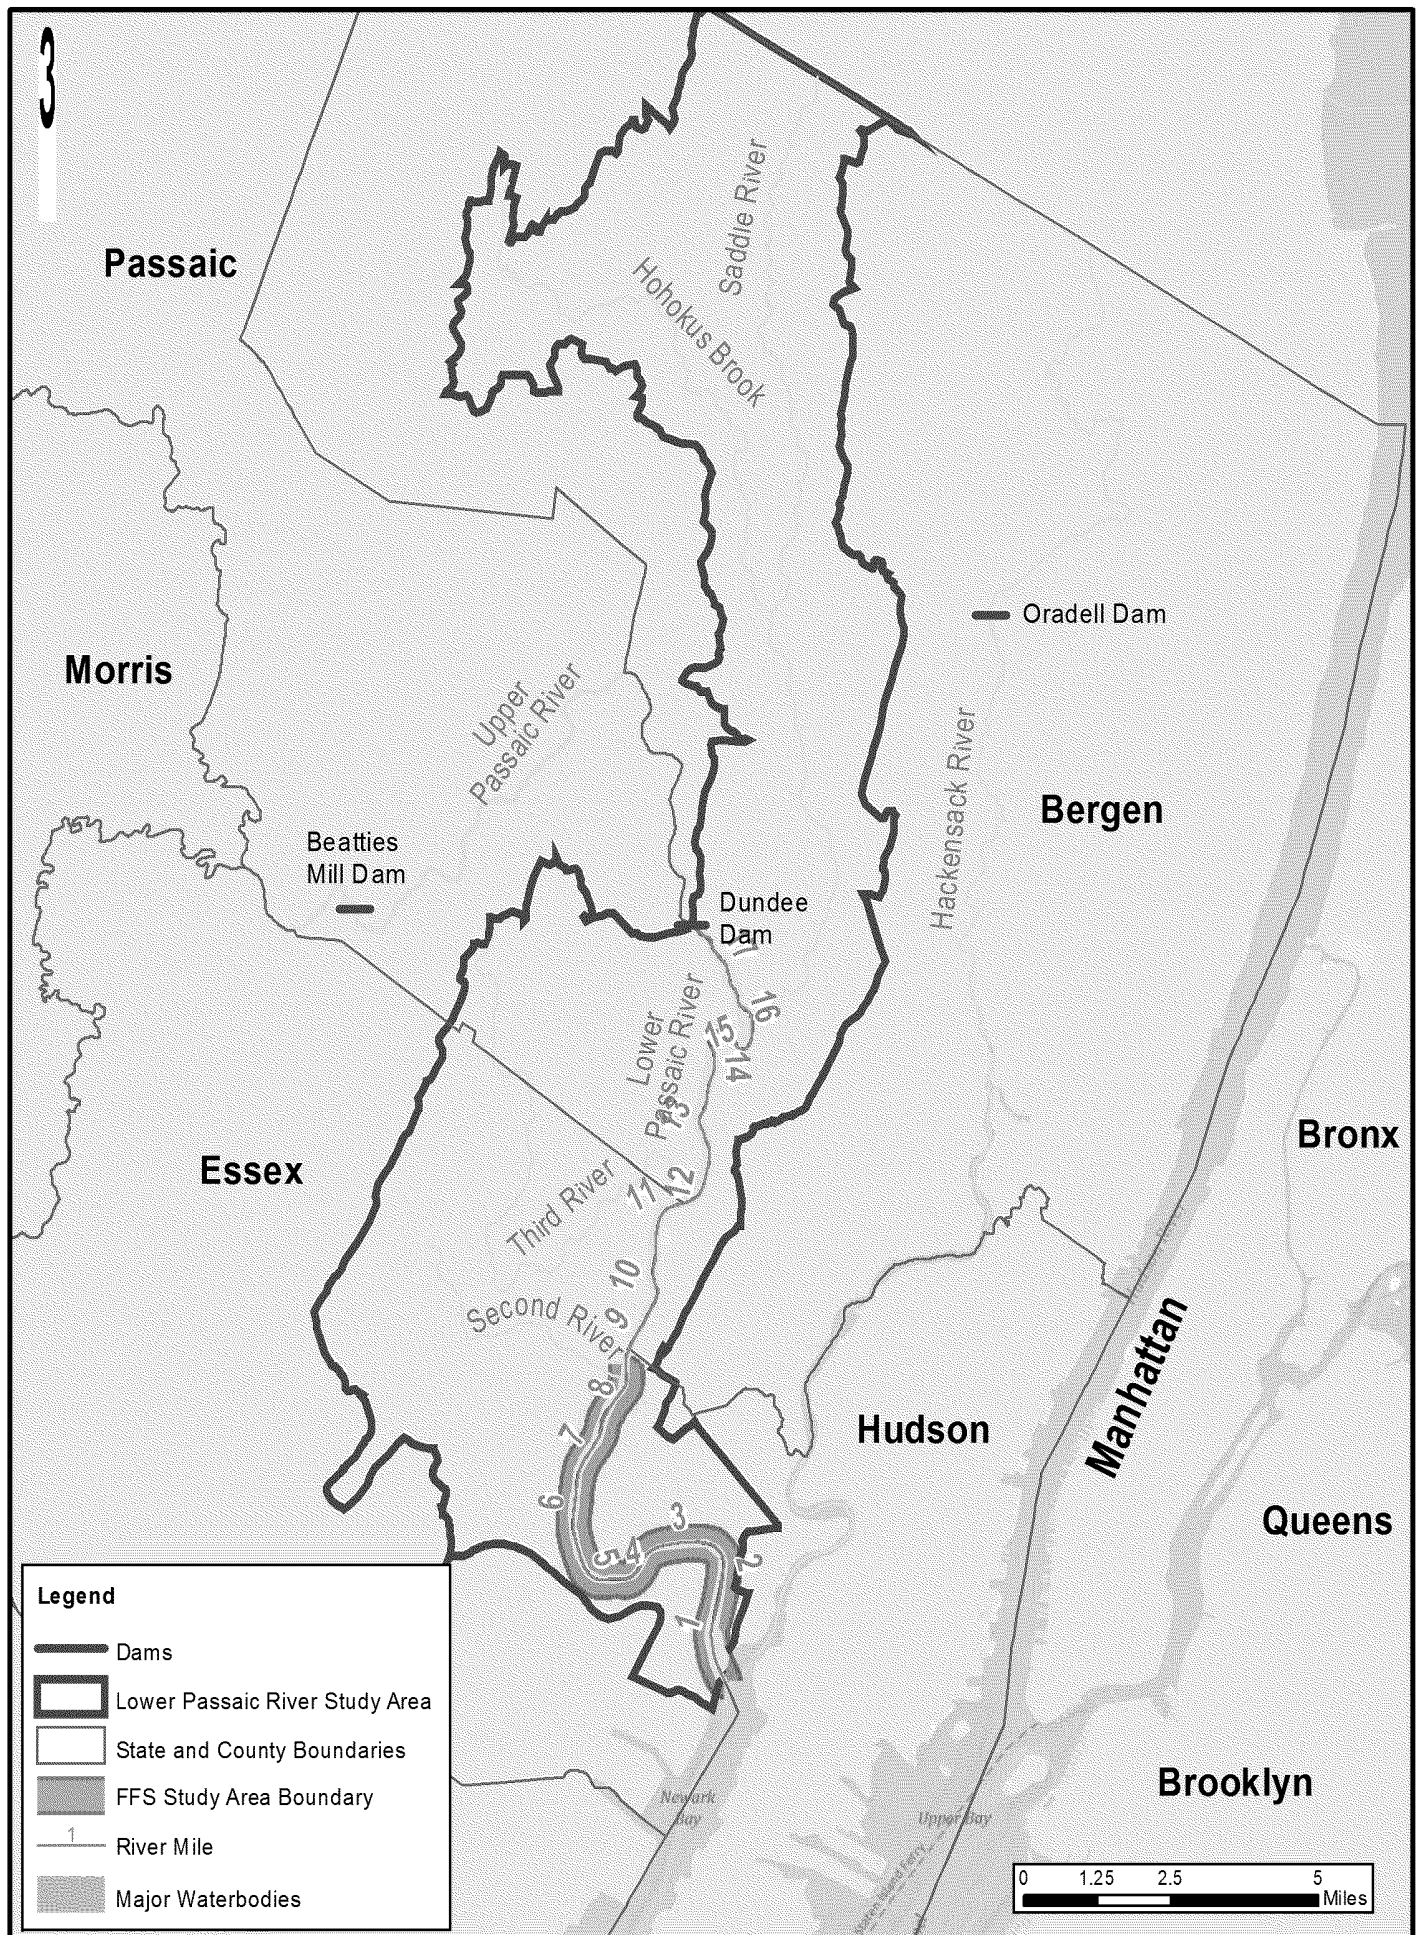 3
Saddle River
Passaic
Hohokus Brook
Oradell Dam
Morris
Upper
Passaic River
Hackensack River
Bergen
Beatties
Mill Dam
Dundee
Dam
17
16
15
14
Lower
Passaic River
13
Bronx
Essex
12
11
Third River
10
Second River
9
8
Manhattan
Hudson
7
6
3
Queens
5
4
2
1
Legend
Dams
Lower Passaic River Study Area
State and County Boundaries
FFS Study Area Boundary
1
River Mile
Major Waterbodies
Newark
Bay
Upper Bay
Staten Island Ferry
Brooklyn
0 1.25 2.5 5
Miles